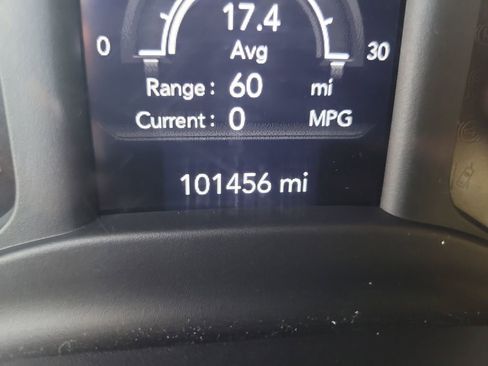 17.4
0 Avg 30
Range: 60 mi
Current: 0 MPG
101456 mi